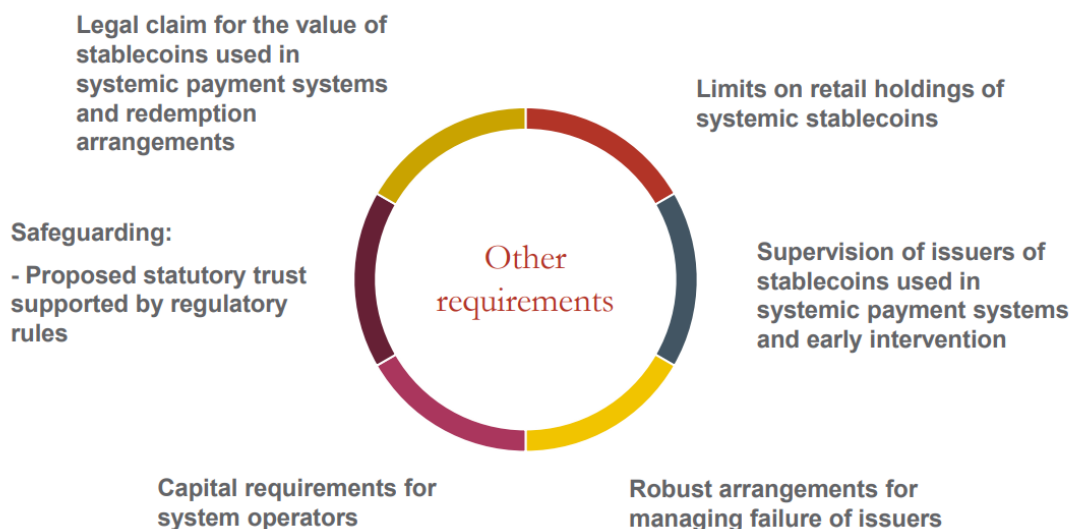 Legal claim for the value of
stablecoins used in
systemic payment systems
and redemption
arrangements
Limits on retail holdings of
systemic stablecoins
Safeguarding:
- Proposed statutory trust
supported by regulatory
rules
Other
requirements
Supervision of issuers of
stablecoins used in
systemic payment systems
and early intervention
Capital requirements for
system operators
Robust arrangements for
managing failure of issuers